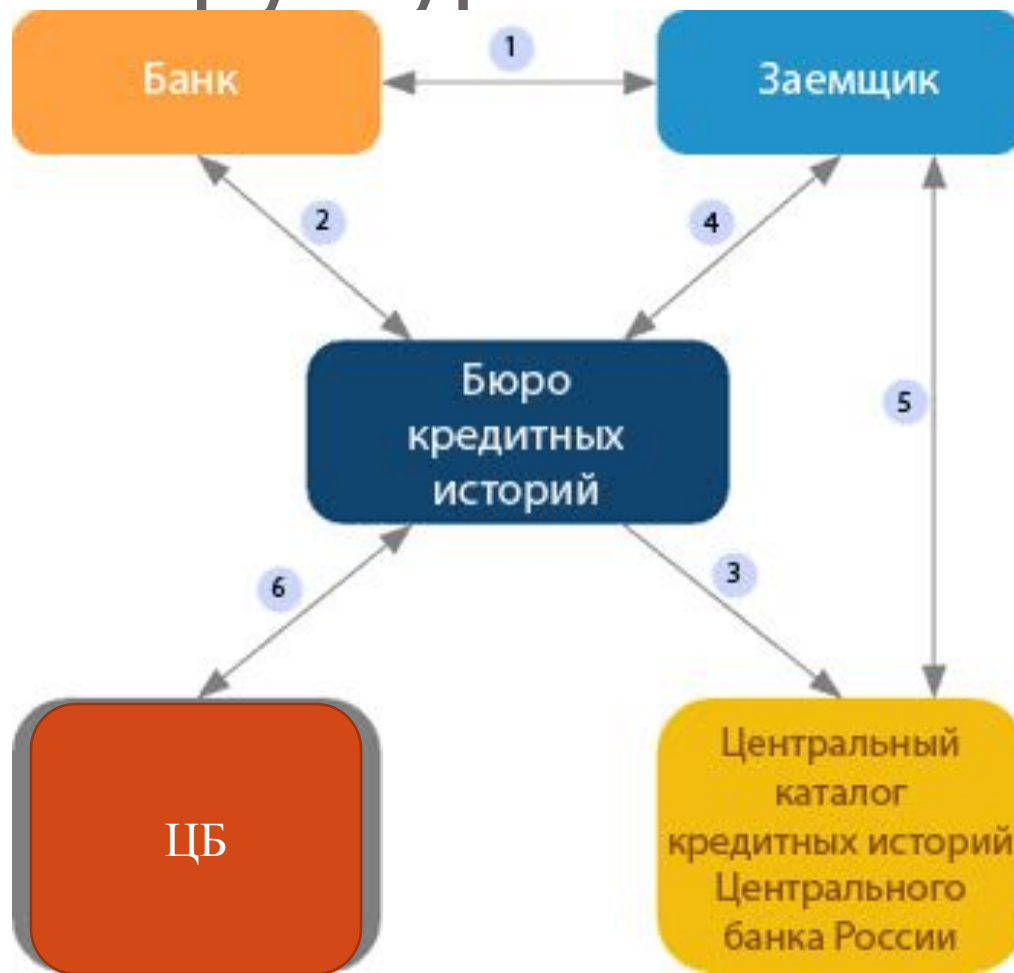 Банк
1
Заемщик
2
4
Бюро
кредитных
историй
5
6
3
ЦБ
Центральный
каталог
кредитных историй
Центрального
банка России